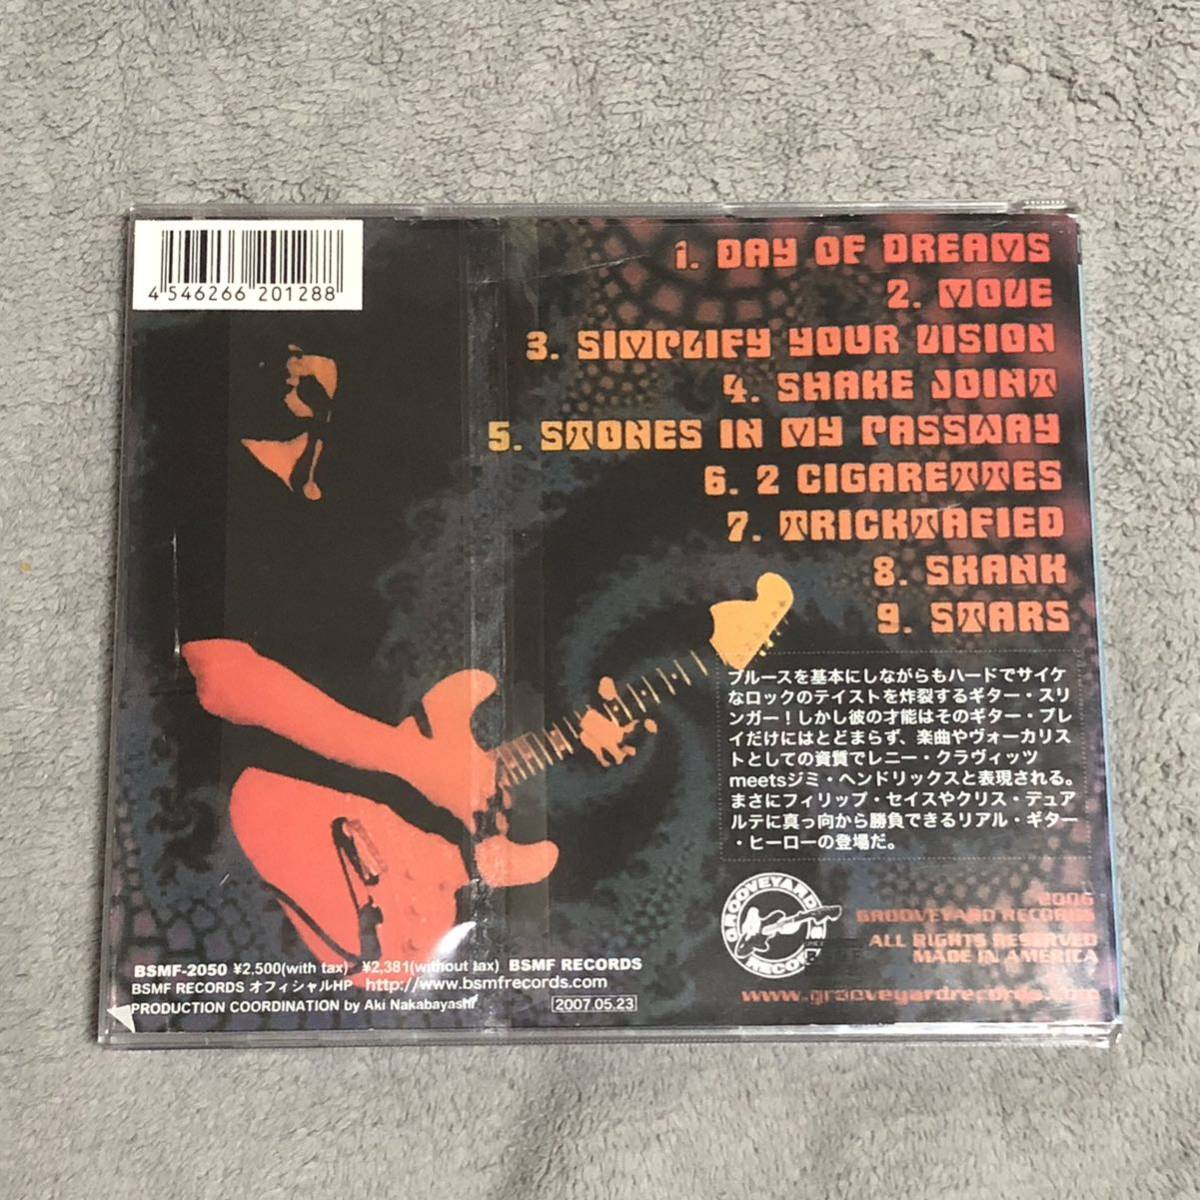 4 546266 201288
1. DAY OF DREAMS
2. MOVE
3. SIMPLIFY YOUR VISION
4. SHAKE JOINT
5. STONES IN MY PASSWAY
6. 2 CIGARETTES
7. TRICKTAFIED
8. SKANK
9. STARS
ブルースを基本にしながらもハードでサイケ
なロックのテイストを炸裂するギター・スリ
ンガー！しかし彼の才能はそのギター・プレ
イだけにはとどまらず、楽曲やヴォーカリス
トとしての資質でレニー・クラヴィッツ
meetsジミ・ヘンドリックスと表現される。
まさにフィリップ・セイスやクリス・デュア
ルテに真っ向から勝負できるリアル・ギター
・ヒーローの登場だ。
GROOVEYARD
RECORDS
2006
GROOVEYARD RECORDS
ALL RIGHTS RESERVED
MADE IN AMERICA
www.grooveyardrecords.com
BSMF-2050 ¥2,500(with tax) ¥2,381(without tax) BSMF RECORDS
BSMF RECORDS オフィシャルHP http://www.bsmfrecords.com
PRODUCTION COORDINATION by Aki Nakabayashi
2007.05.23